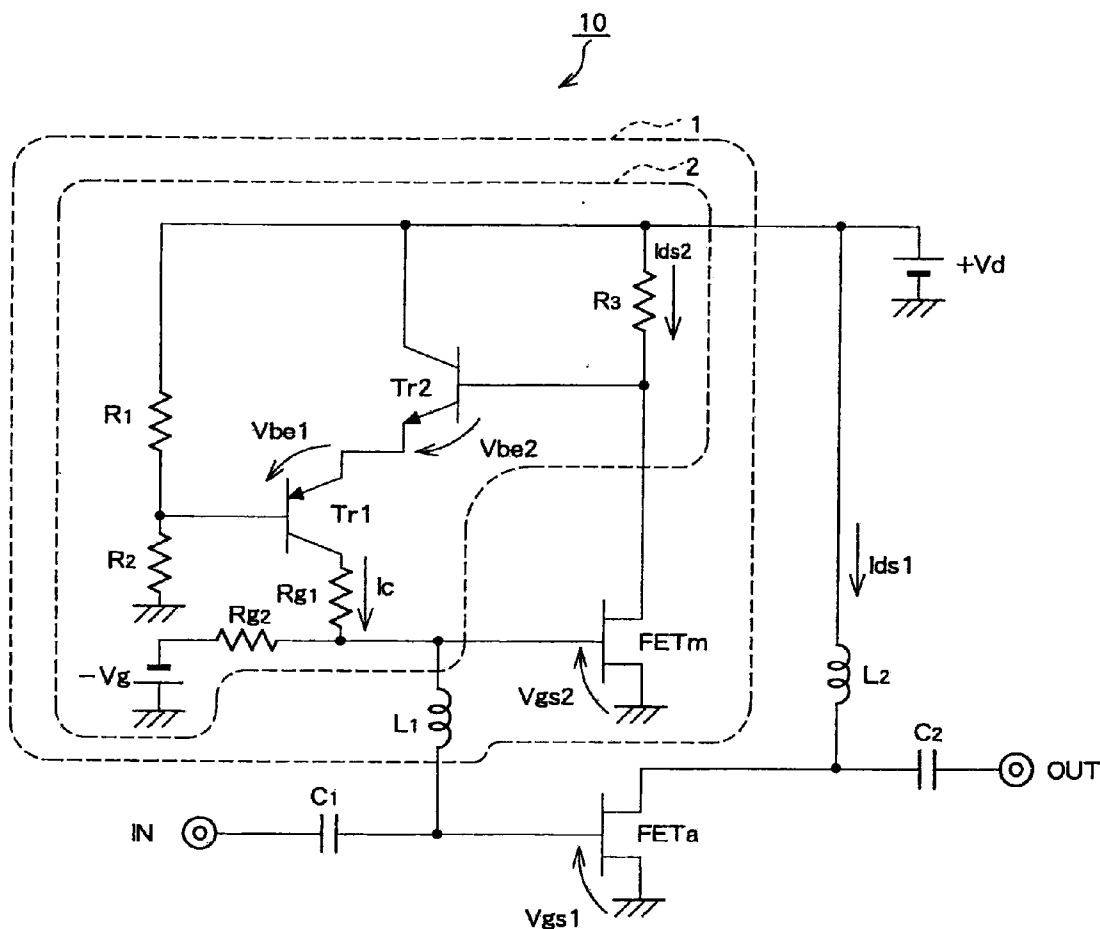 10
1
2
Ids2
+Vd
R3
Tr2
R1
Vbe1
Vbe2
Tr1
Ids1
R2
Rg1
Ic
Rg2
FETm
-Vg
Vgs2
L2
L1
C2
OUT
C1
IN
FETa
Vgs1